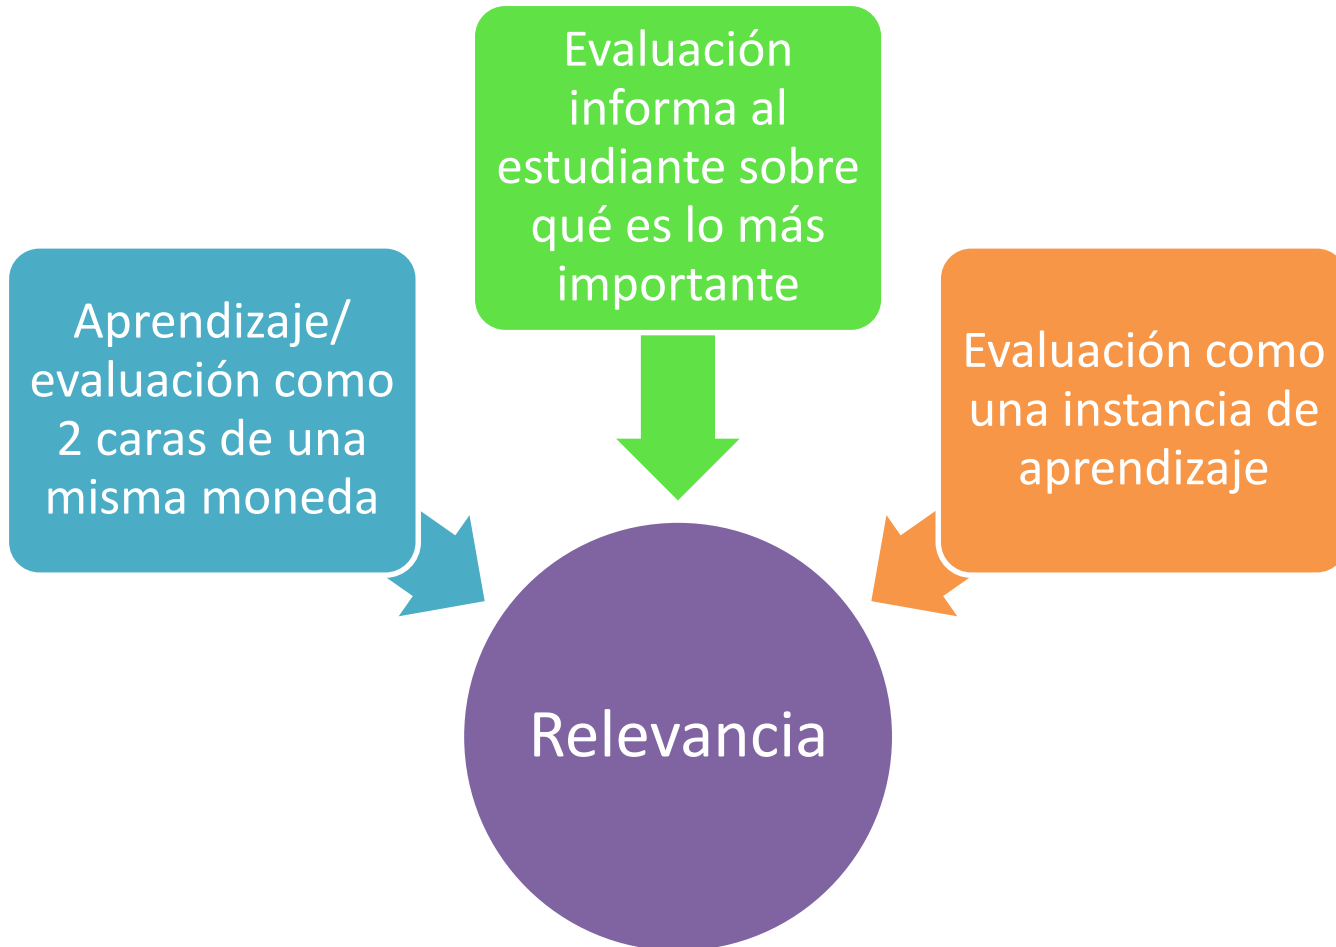 Evaluación
informa al
estudiante sobre
qué es lo más
importante
Aprendizaje/
evaluación como
2 caras de una
misma moneda
Evaluación como
una instancia de
aprendizaje
Relevancia